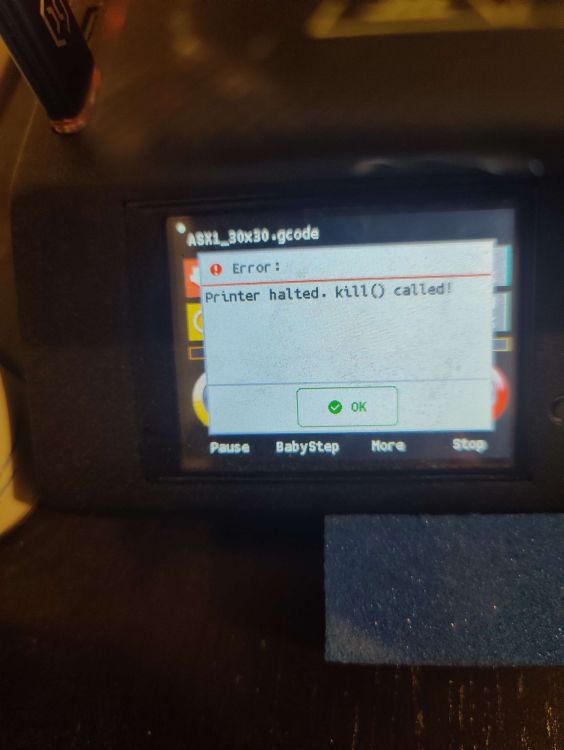 ASX1_30x30.gcode
Error:
Printer halted. kill() called!
OK
Pause BabyStep More Stop